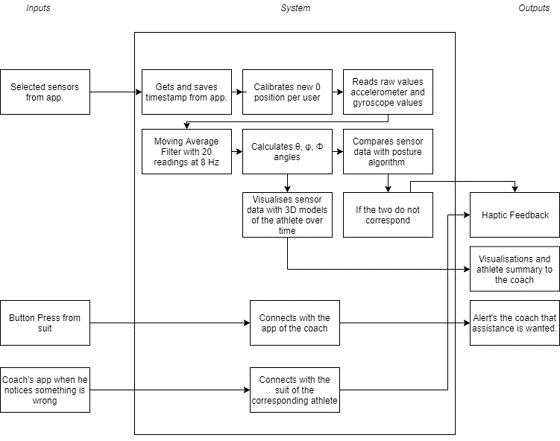 Inputs
System
Outputs
Selected sensors
from app.
Gets and saves
timestamp from app.
Calibrates new 0
position per user
Reads raw values
accelerometer and
gyroscope values
Moving Average
Filter with 20
readings at 8 Hz
Calculates θ, φ, Φ
angles
Compares sensor
data with posture
algorithm
Visualises sensor
data with 3D models
of the athlete over
time
If the two do not
correspond
Haptic Feedback
Visualisations and
athlete summary to
the coach
Button Press from
suit
Connects with the
app of the coach
Alert's the coach that
assistance is wanted.
Coach's app when he
notices something is
wrong
Connects with the
suit of the
corresponding athlete